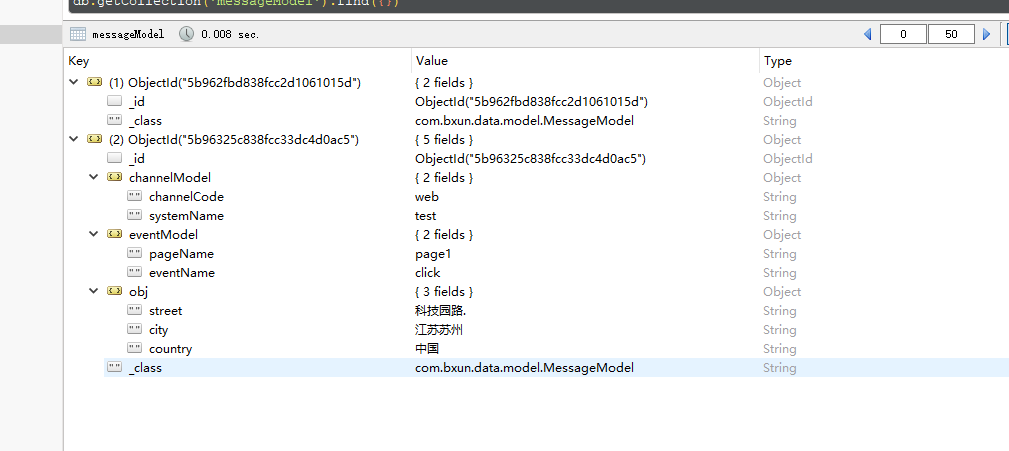 db.getCollection('messageModel').find({})
messageModel 0.008 sec. 0 50
Key Value Type
(1) ObjectId("5b962fbd838fcc2d1061015d") { 2 fields } Object
_id ObjectId("5b962fbd838fcc2d1061015d") ObjectId
_class com.bxun.data.model.MessageModel String
(2) ObjectId("5b96325c838fcc33dc4d0ac5") { 5 fields } Object
_id ObjectId("5b96325c838fcc33dc4d0ac5") ObjectId
channelModel { 2 fields } Object
channelCode web String
systemName test String
eventModel { 2 fields } Object
pageName page1 String
eventName click String
obj { 3 fields } Object
street 科技园路. String
city 江苏苏州 String
country 中国 String
_class com.bxun.data.model.MessageModel String